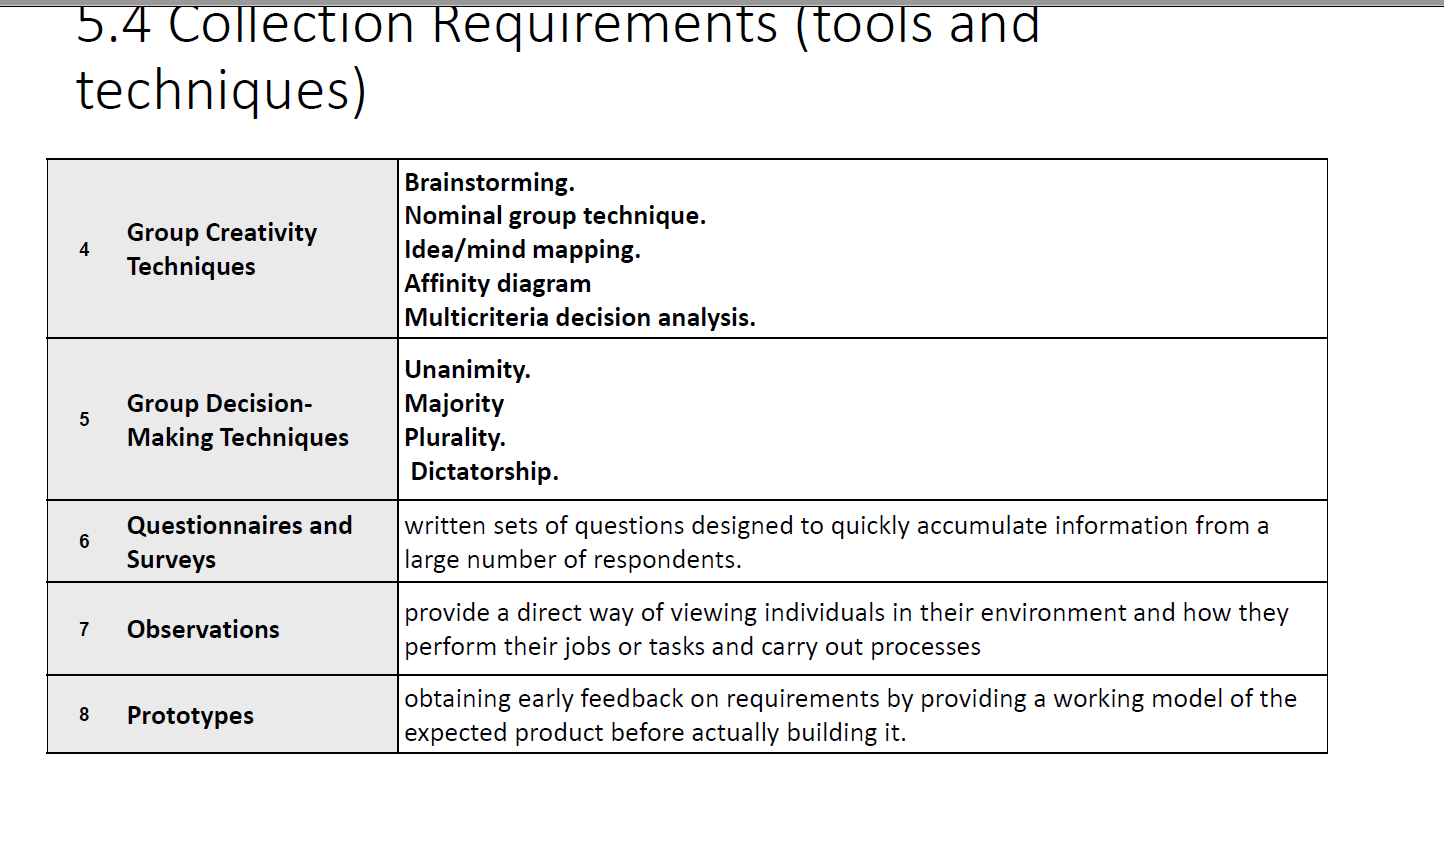 5.4 Collection Requirements (tools and
techniques)
4
Group Creativity
Techniques
Brainstorming.
Nominal group technique.
Idea/mind mapping.
Affinity diagram
Multicriteria decision analysis.
5
Group Decision-
Making Techniques
Unanimity.
Majority
Plurality.
Dictatorship.
6
Questionnaires and
Surveys
written sets of questions designed to quickly accumulate information from a
large number of respondents.
7
Observations
provide a direct way of viewing individuals in their environment and how they
perform their jobs or tasks and carry out processes
8
Prototypes
obtaining early feedback on requirements by providing a working model of the
expected product before actually building it.